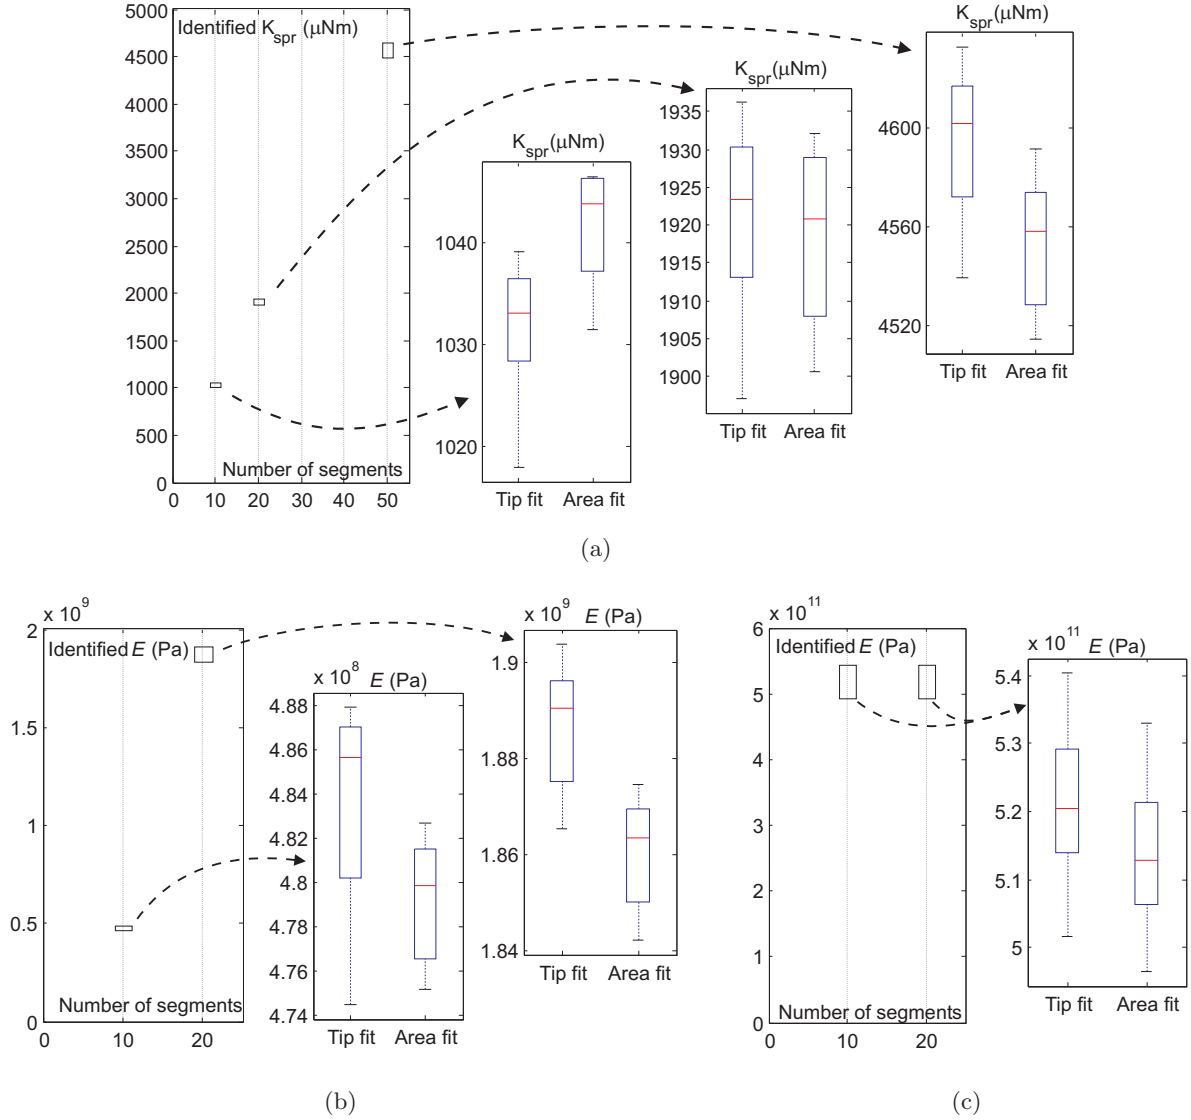 Identified K_spr (μNm)
5000
4500
4000
3500
3000
2500
2000
1500
1000
500
0
Number of segments
0 10 20 30 40 50
K_spr(μNm)
1040
1030
1020
Tip fit Area fit
K_spr(μNm)
1935
1930
1925
1920
1915
1910
1905
1900
Tip fit Area fit
K_spr(μNm)
4600
4560
4520
Tip fit Area fit
(a)
x 10^9
Identified E (Pa)
2
1.5
1
0.5
0
Number of segments
0 10 20
x 10^8 E (Pa)
4.88
4.86
4.84
4.82
4.8
4.78
4.76
4.74
Tip fit Area fit
x 10^9 E (Pa)
1.9
1.88
1.86
1.84
Tip fit Area fit
(b)
x 10^11
Identified E (Pa)
6
5
4
3
2
1
0
Number of segments
0 10 20
x 10^11 E (Pa)
5.4
5.3
5.2
5.1
5
Tip fit Area fit
(c)